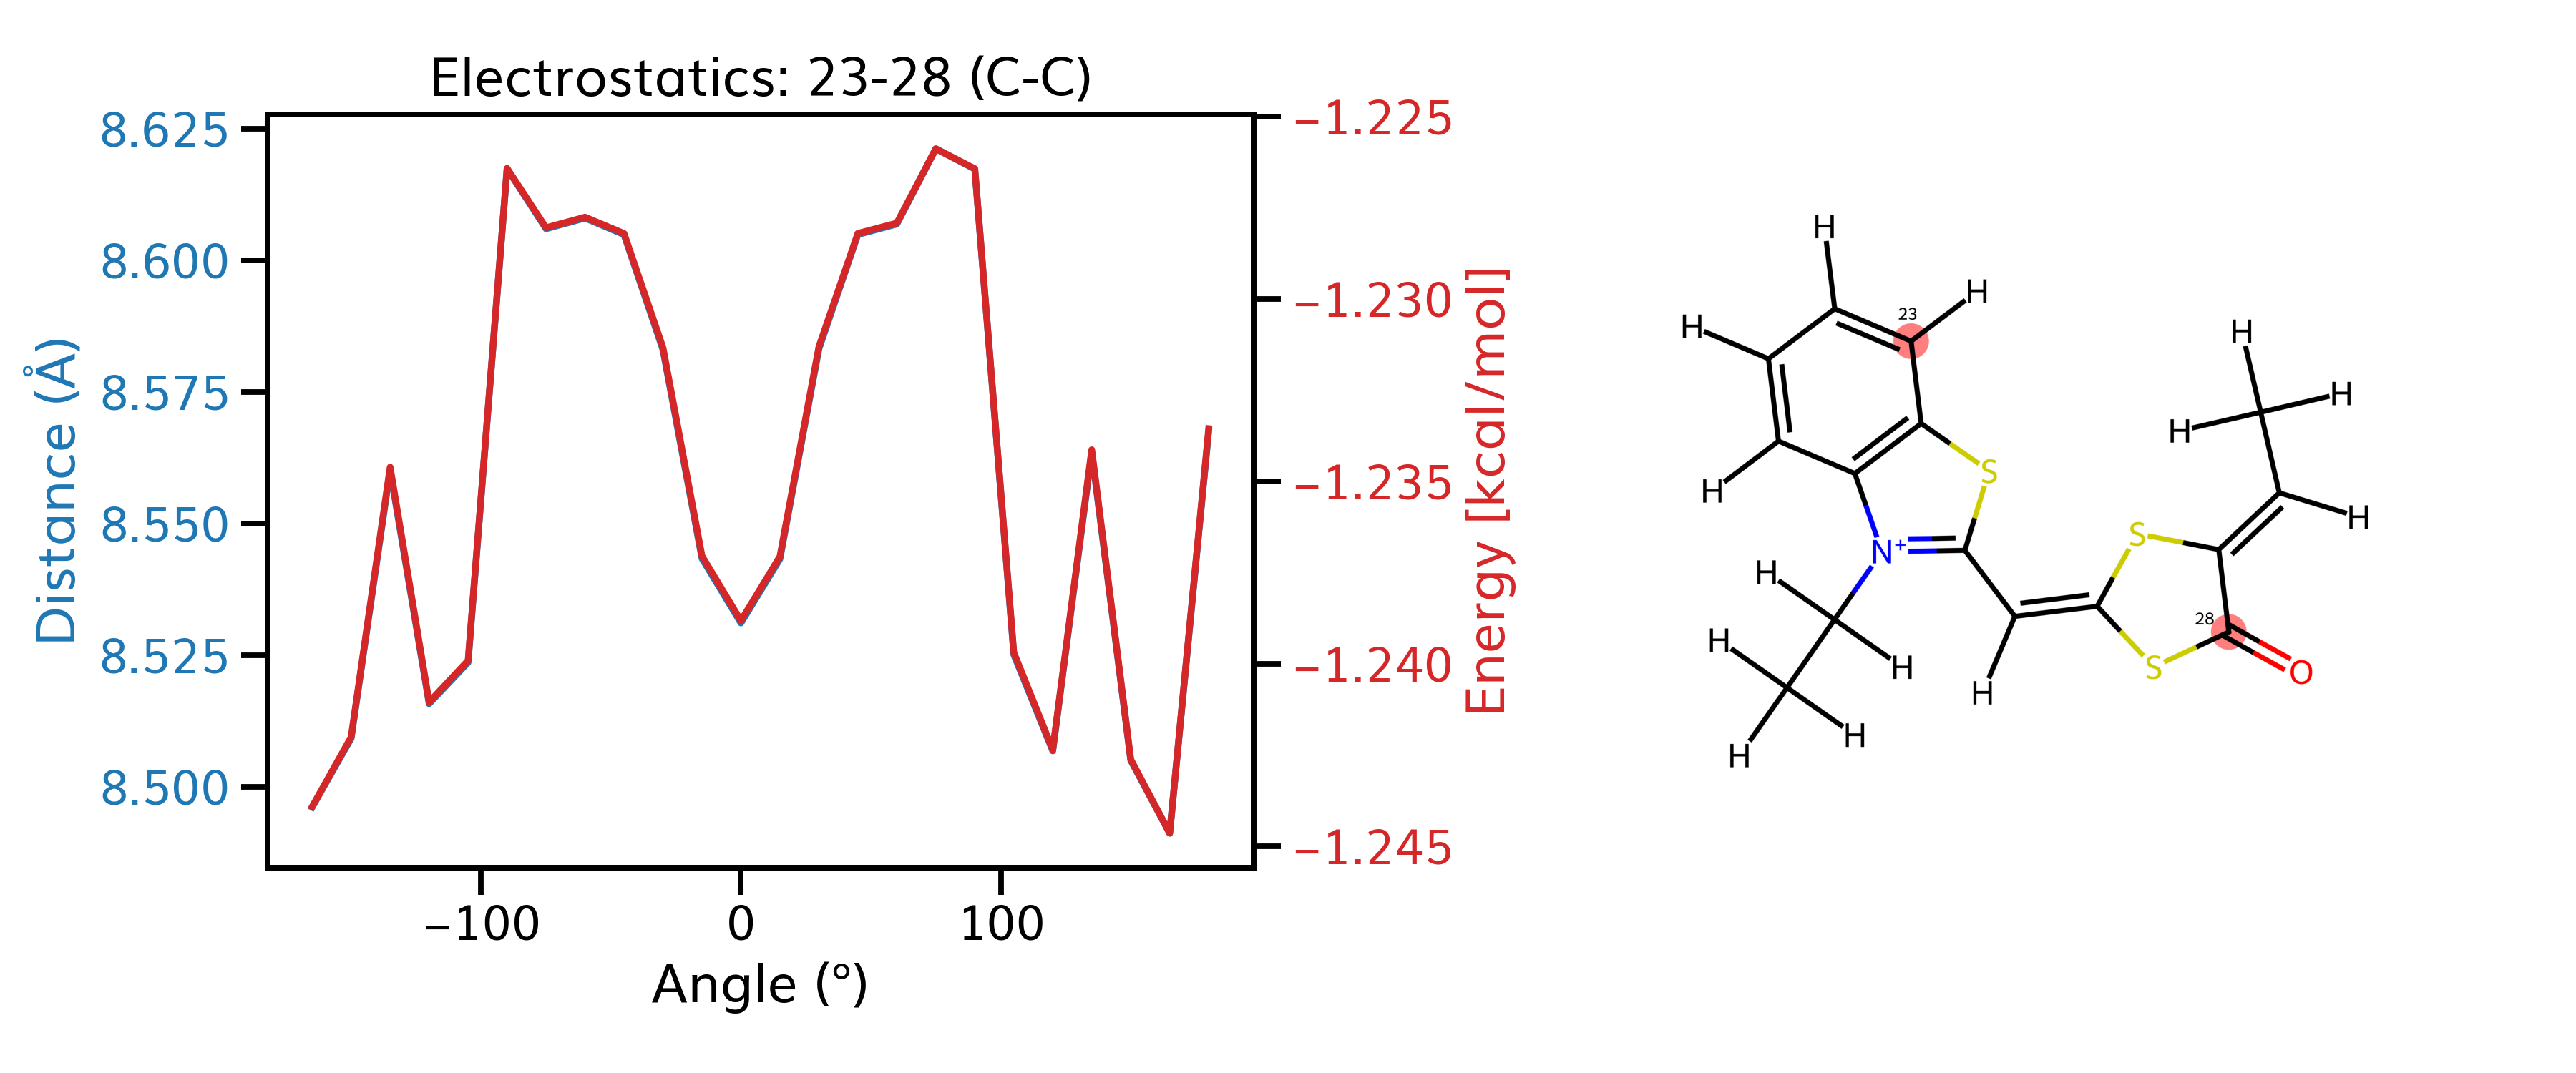 Electrostatics: 23-28 (C-C)
8.625
8.600
8.575
8.550
8.525
8.500
Distance (Å)
−1.225
−1.230
−1.235
−1.240
−1.245
Energy [kcal/mol]
−100
0
100
Angle (°)
H
H
23
H
H
H
H
H
S
H
H
S
N+
H
H
28
H
S
O
H
H
H